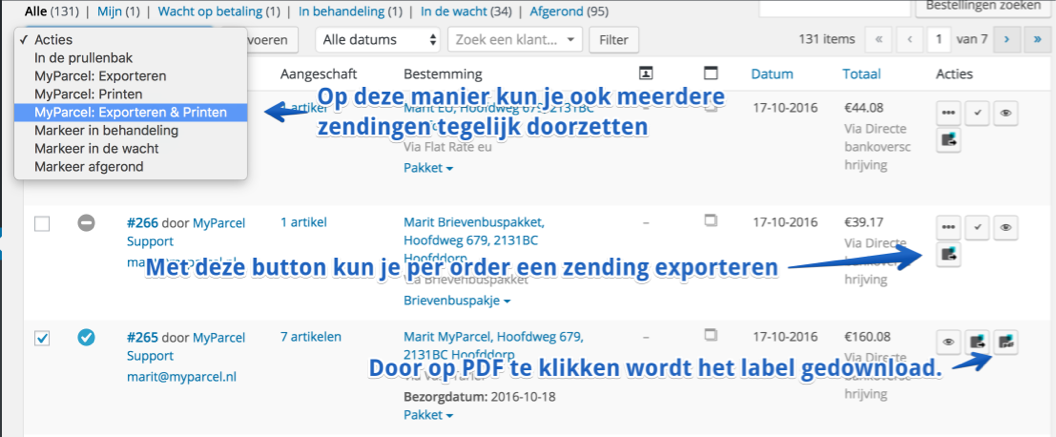 Alle (131) | Mijn (1) | Wacht op betaling (1) | In behandeling (1) | In de wacht (34) | Afgerond (95)
Bestellingen zoeken
✓ Acties
In de prullenbak
MyParcel: Exporteren
MyParcel: Printen
MyParcel: Exporteren & Printen
Markeer in behandeling
Markeer in de wacht
Markeer afgerond
voeren
Alle datums
Zoek een klant...
Filter
131 items « ‹ 1 van 7 › »
Aangeschaft Bestemming Datum Totaal Acties
Op deze manier kun je ook meerdere
zendingen tegelijk doorzetten
artikel
Marit EU, Hoofdweg 679, 2131BC
Via Flat Rate eu
Pakket
17-10-2016
€44.08
Via Directe
bankoversc
hrijving
#266 door MyParcel
Support
1 artikel
Marit Brievenbuspakket,
Hoofdweg 679, 2131BC
Hoofddorp
Via Brievenbuspakket
Brievenbuspakje
–
17-10-2016
€39.17
Via Directe
bankoversc
hrijving
Met deze button kun je per order een zending exporteren
#265 door MyParcel
Support
marit@myparcel.nl
7 artikelen
Marit MyParcel, Hoofdweg 679,
2131BC Hoofddorp
Bezorgdatum: 2016-10-18
Pakket
–
17-10-2016
€160.08
Via Directe
hrijving
Door op PDF te klikken wordt het label gedownload.